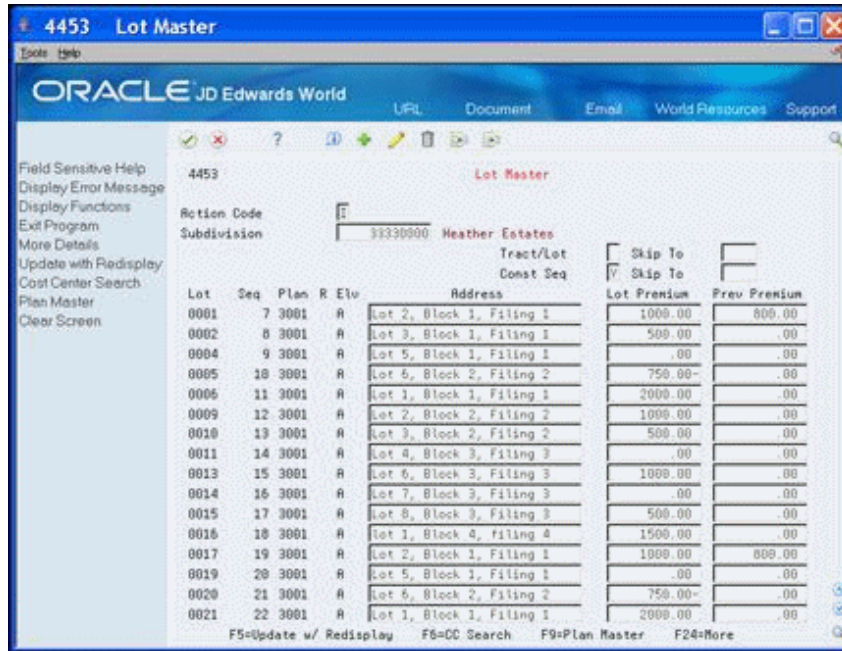 4453 Lot Master
Tools Help
ORACLE JD Edwards World
URL Document Email World Resources Support
Field Sensitive Help
Display Error Message
Display Functions
Exit Program
More Details
Update with Redisplay
Cost Center Search
Plan Master
Clear Screen
4453 Lot Master
Action Code I
Subdivision 33330000 Heather Estates
Tract/Lot Skip To
Const Seq Y Skip To
Lot Seq Plan R Elv Address Lot Premium Prev Premium
0001 7 3001 A Lot 2, Block 1, Filing 1 1000.00 800.00
0002 8 3001 A Lot 3, Block 1, Filing 1 500.00 .00
0004 9 3001 A Lot 5, Block 1, Filing 1 .00 .00
0005 10 3001 A Lot 6, Block 2, Filing 2 750.00- .00
0006 11 3001 A Lot 1, Block 1, Filing 1 2000.00 .00
0009 12 3001 A Lot 2, Block 2, Filing 2 1000.00 .00
0010 13 3001 A Lot 3, Block 2, Filing 2 500.00 .00
0011 14 3001 A Lot 4, Block 3, Filing 3 .00 .00
0013 15 3001 A Lot 6, Block 3, Filing 3 1000.00 .00
0014 16 3001 A Lot 7, Block 3, Filing 3 .00 .00
0015 17 3001 A Lot 8, Block 3, Filing 3 500.00 .00
0016 18 3001 A lot 1, Block 4, filing 4 1500.00 .00
0017 19 3001 A Lot 2, Block 1, Filing 1 1000.00 800.00
0019 20 3001 A Lot 5, Block 1, Filing 1 .00 .00
0020 21 3001 A Lot 6, Block 2, Filing 2 750.00- .00
0021 22 3001 A Lot 1, Block 1, Filing 1 2000.00 .00
F5=Update w/ Redisplay F6=CC Search F9=Plan Master F24=More